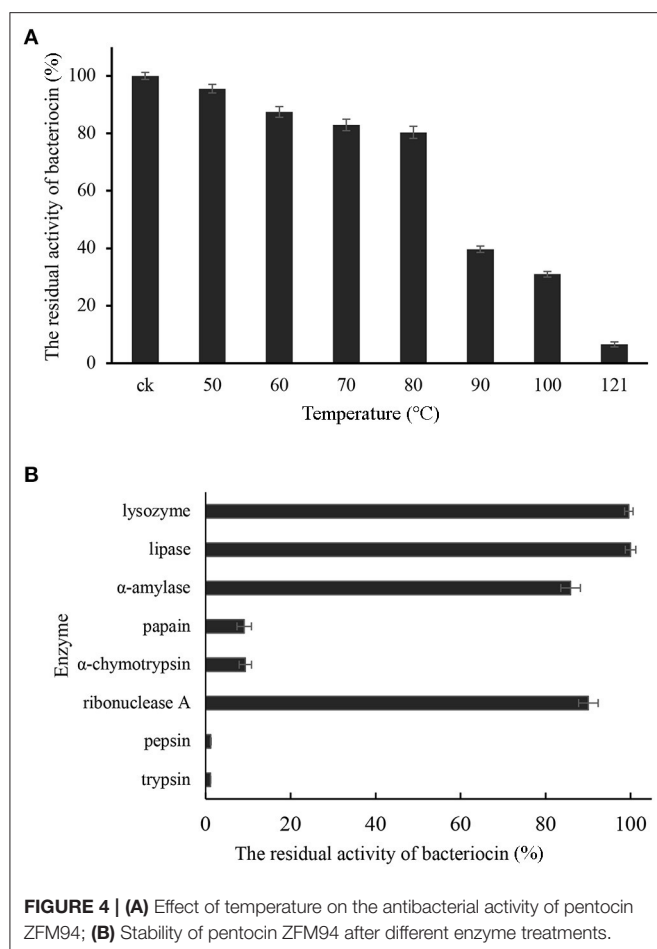 A
The residual activity of bacteriocin (%)
100
80
60
40
20
0
ck 50 60 70 80 90 100 121
Temperature (°C)
B
Enzyme
lysozyme
lipase
α-amylase
papain
α-chymotrypsin
ribonuclease A
pepsin
trypsin
0 20 40 60 80 100
The residual activity of bacteriocin (%)
FIGURE 4 | (A) Effect of temperature on the antibacterial activity of pentocin
ZFM94; (B) Stability of pentocin ZFM94 after different enzyme treatments.